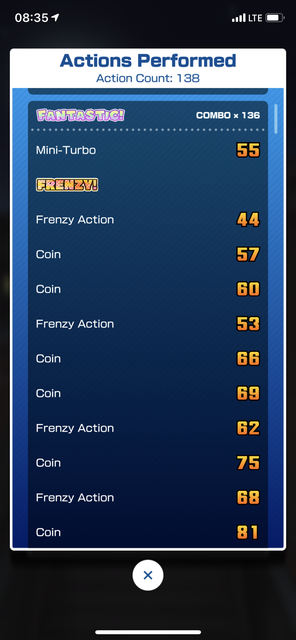 08:35 LTE
Actions Performed
Action Count: 138
FANTASTIC! COMBO × 136
Mini-Turbo 55
FRENZY!
Frenzy Action 44
Coin 57
Coin 60
Frenzy Action 53
Coin 66
Coin 69
Frenzy Action 62
Coin 75
Frenzy Action 68
Coin 81